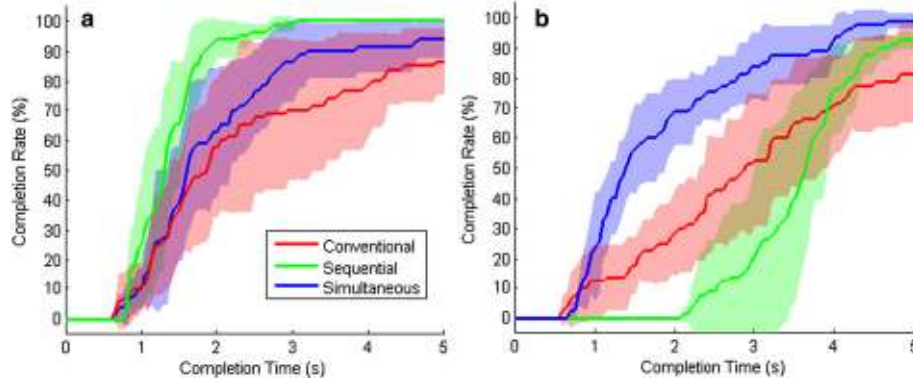 a
b
Completion Rate (%)
100
90
80
70
60
50
40
30
20
10
0
0 1 2 3 4 5
Completion Time (s)
Conventional
Sequential
Simultaneous
Completion Rate (%)
100
90
80
70
60
50
40
30
20
10
0
0 1 2 3 4 5
Completion Time (s)